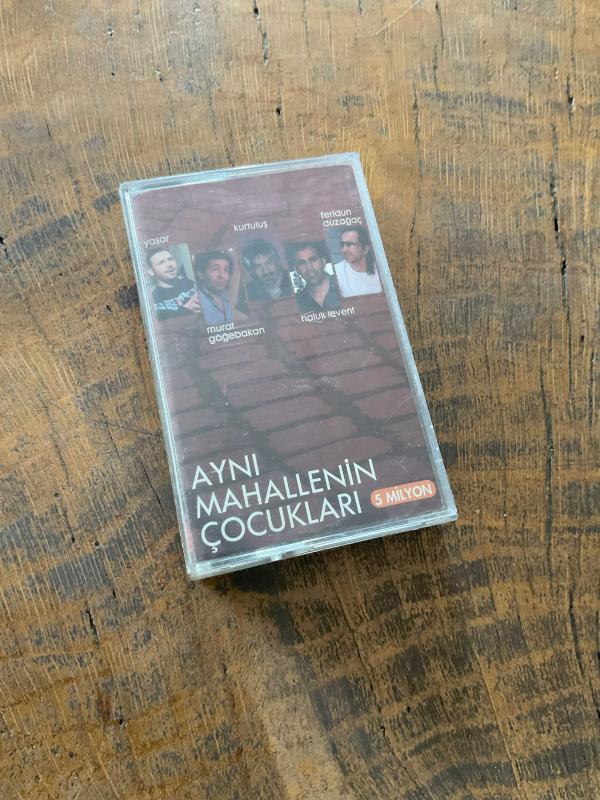 yaşar
kurtuluş
feridun
düzağaç
murat
göğebakan
haluk levent
AYNI
MAHALLENİN
ÇOCUKLARI
5 MİLYON